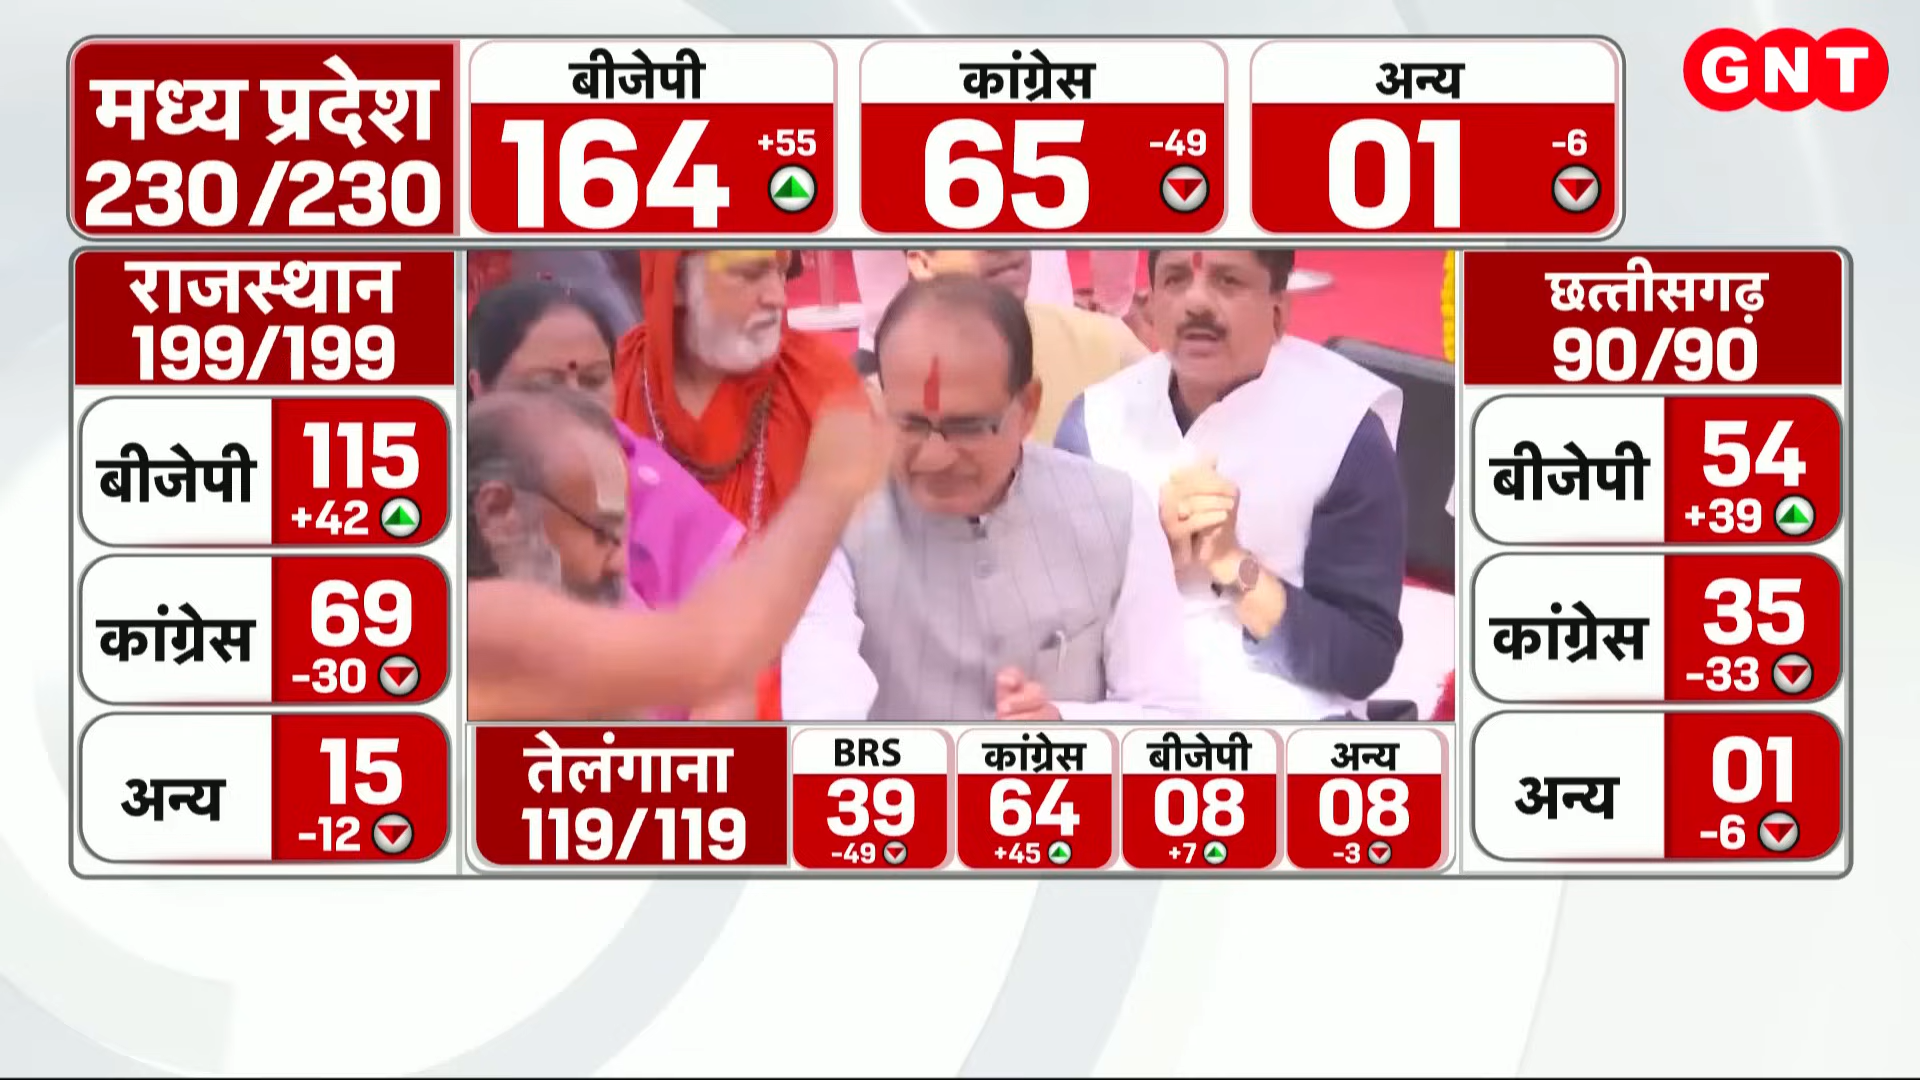 मध्य प्रदेश
230/230
बीजेपी
164
+55
कांग्रेस
65
-49
अन्य
01
-6
GNT
राजस्थान
199/199
बीजेपी
115
+42
कांग्रेस
69
-30
अन्य
15
-12
छत्तीसगढ़
90/90
बीजेपी
54
+39
कांग्रेस
35
-33
अन्य
01
-6
तेलंगाना
119/119
BRS
39
-49
कांग्रेस
64
+45
बीजेपी
08
+7
अन्य
08
-3